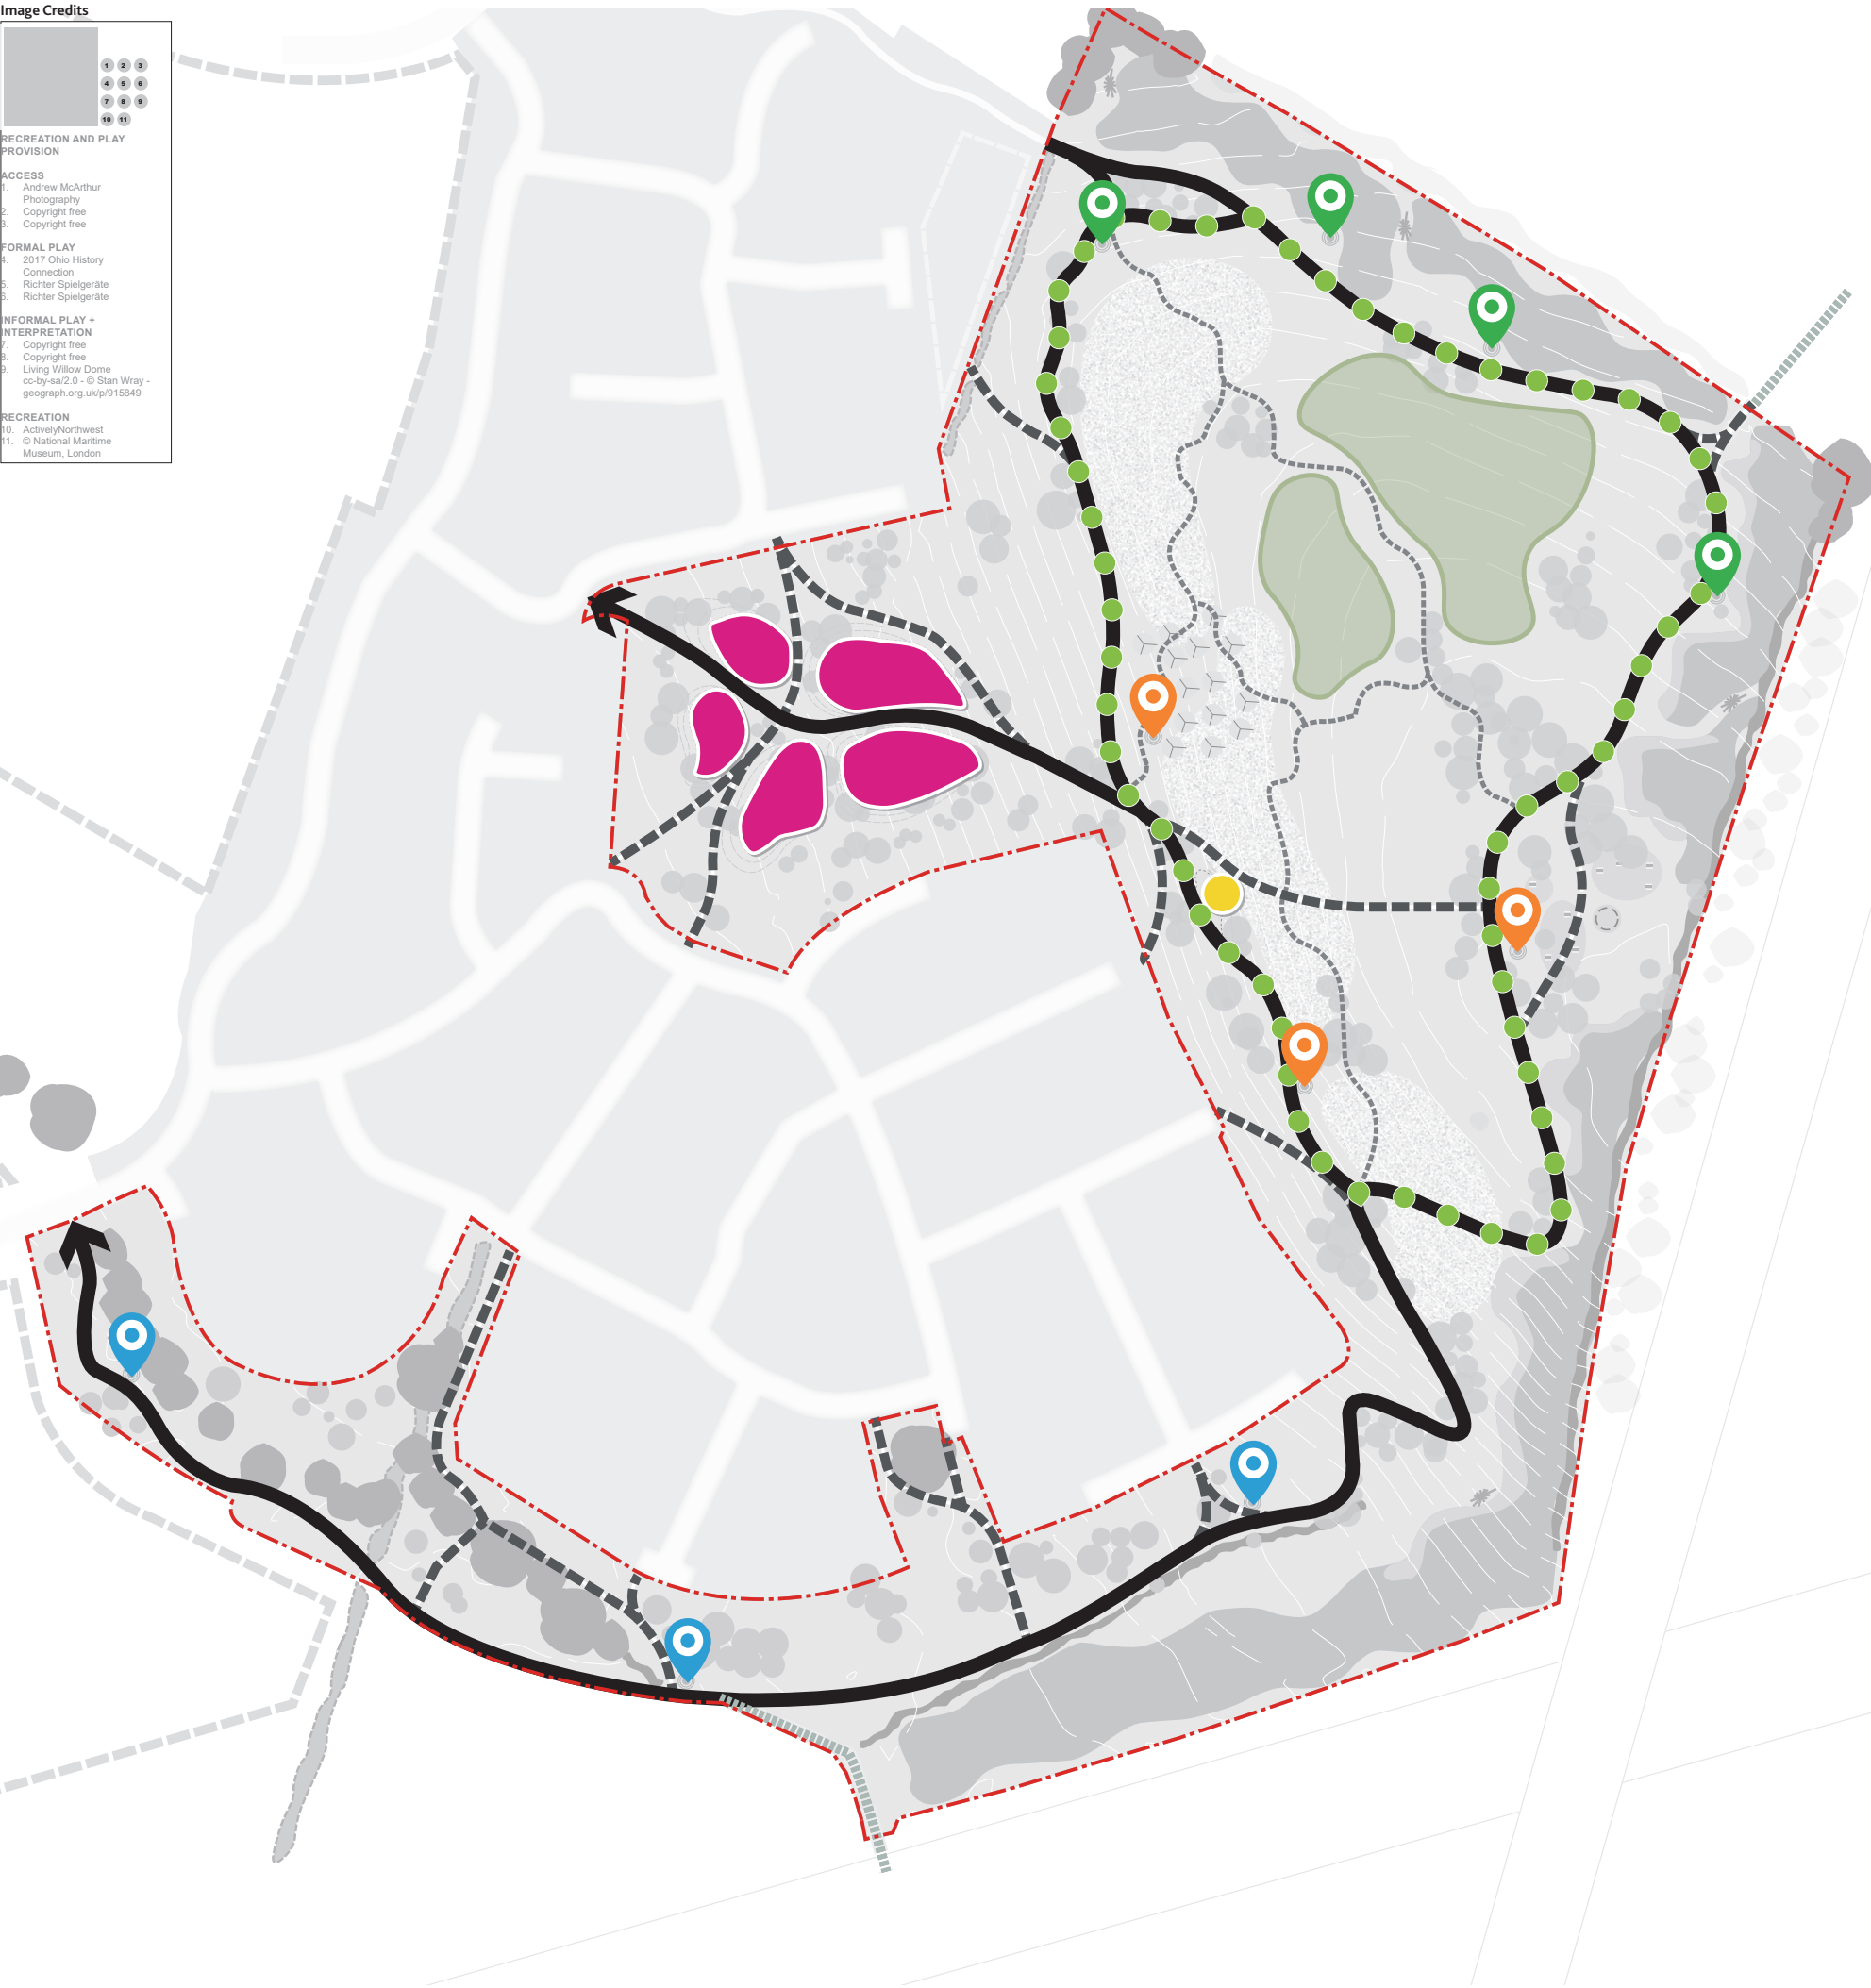 Image Credits
1 2 3
4 5 6
7 8 9
10 11
RECREATION AND PLAY
PROVISION
ACCESS
1. Andrew McArthur
Photography
2. Copyright free
3. Copyright free
FORMAL PLAY
4. 2017 Ohio History
Connection
5. Richter Spielgeräte
6. Richter Spielgeräte
INFORMAL PLAY +
INTERPRETATION
7. Copyright free
8. Copyright free
9. Living Willow Dome
cc-by-sa/2.0 - © Stan Wray -
geograph.org.uk/p/915849
RECREATION
10. ActivelyNorthwest
11. © National Maritime
Museum, London